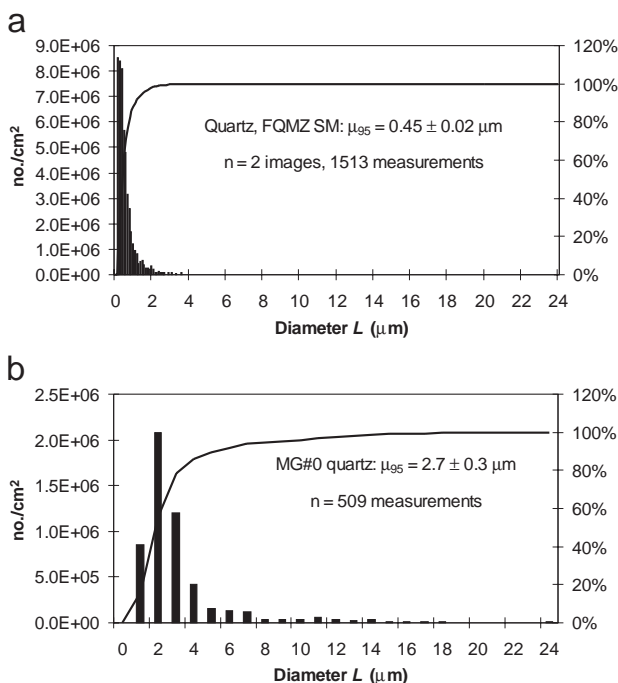 a
9.0E+06
8.0E+06
7.0E+06
6.0E+06
5.0E+06
4.0E+06
3.0E+06
2.0E+06
1.0E+06
0.0E+00
no./cm²
120%
100%
80%
60%
40%
20%
0%
Quartz, FQMZ SM: μ₉₅ = 0.45 ± 0.02 μm
n = 2 images, 1513 measurements
0 2 4 6 8 10 12 14 16 18 20 22 24
Diameter L (μm)
b
2.5E+06
2.0E+06
1.5E+06
1.0E+06
5.0E+05
0.0E+00
no./cm²
120%
100%
80%
60%
40%
20%
0%
MG#0 quartz: μ₉₅ = 2.7 ± 0.3 μm
n = 509 measurements
0 2 4 6 8 10 12 14 16 18 20 22 24
Diameter L (μm)